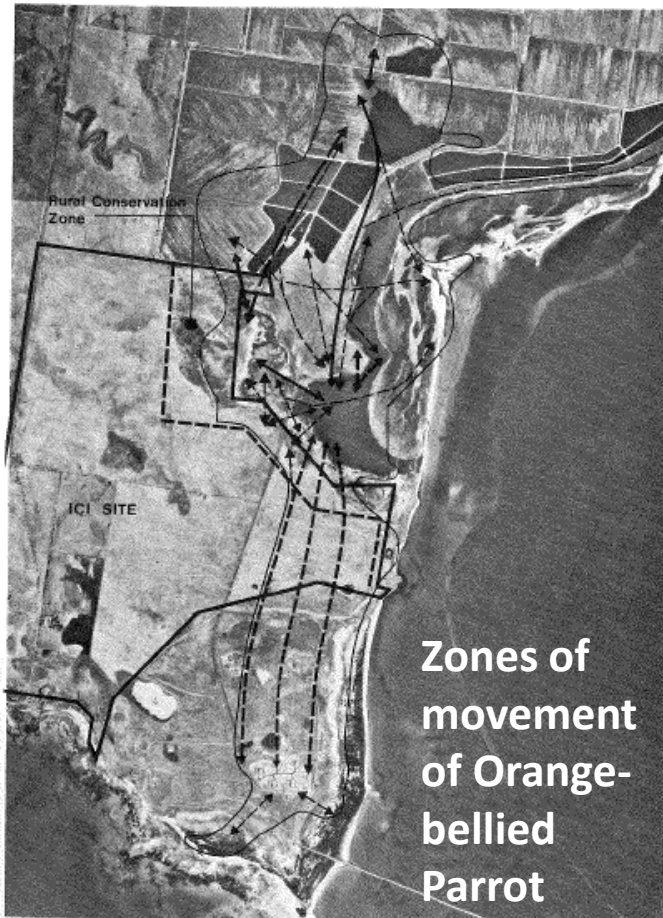 Rural Conservation
Zone
ICI SITE
Zones of
movement
of Orange-
bellied
Parrot